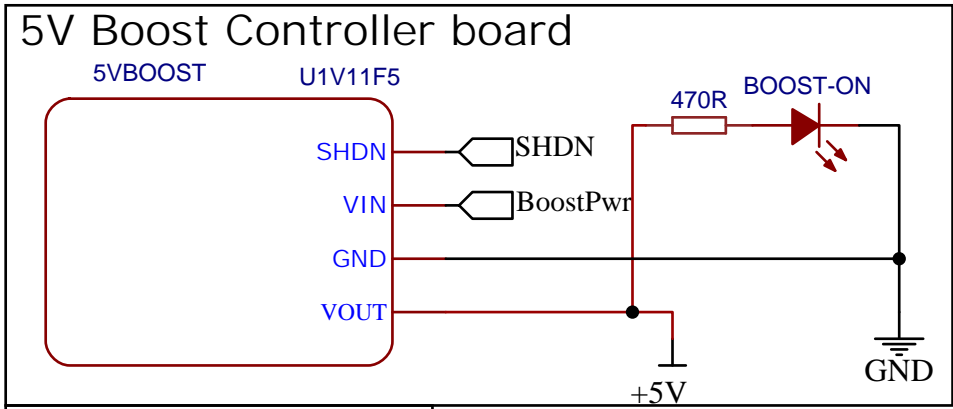 5V Boost Controller board
5VBOOST
U1V11F5
470R
BOOST-ON
SHDN
SHDN
VIN
BoostPwr
GND
VOUT
+5V
GND